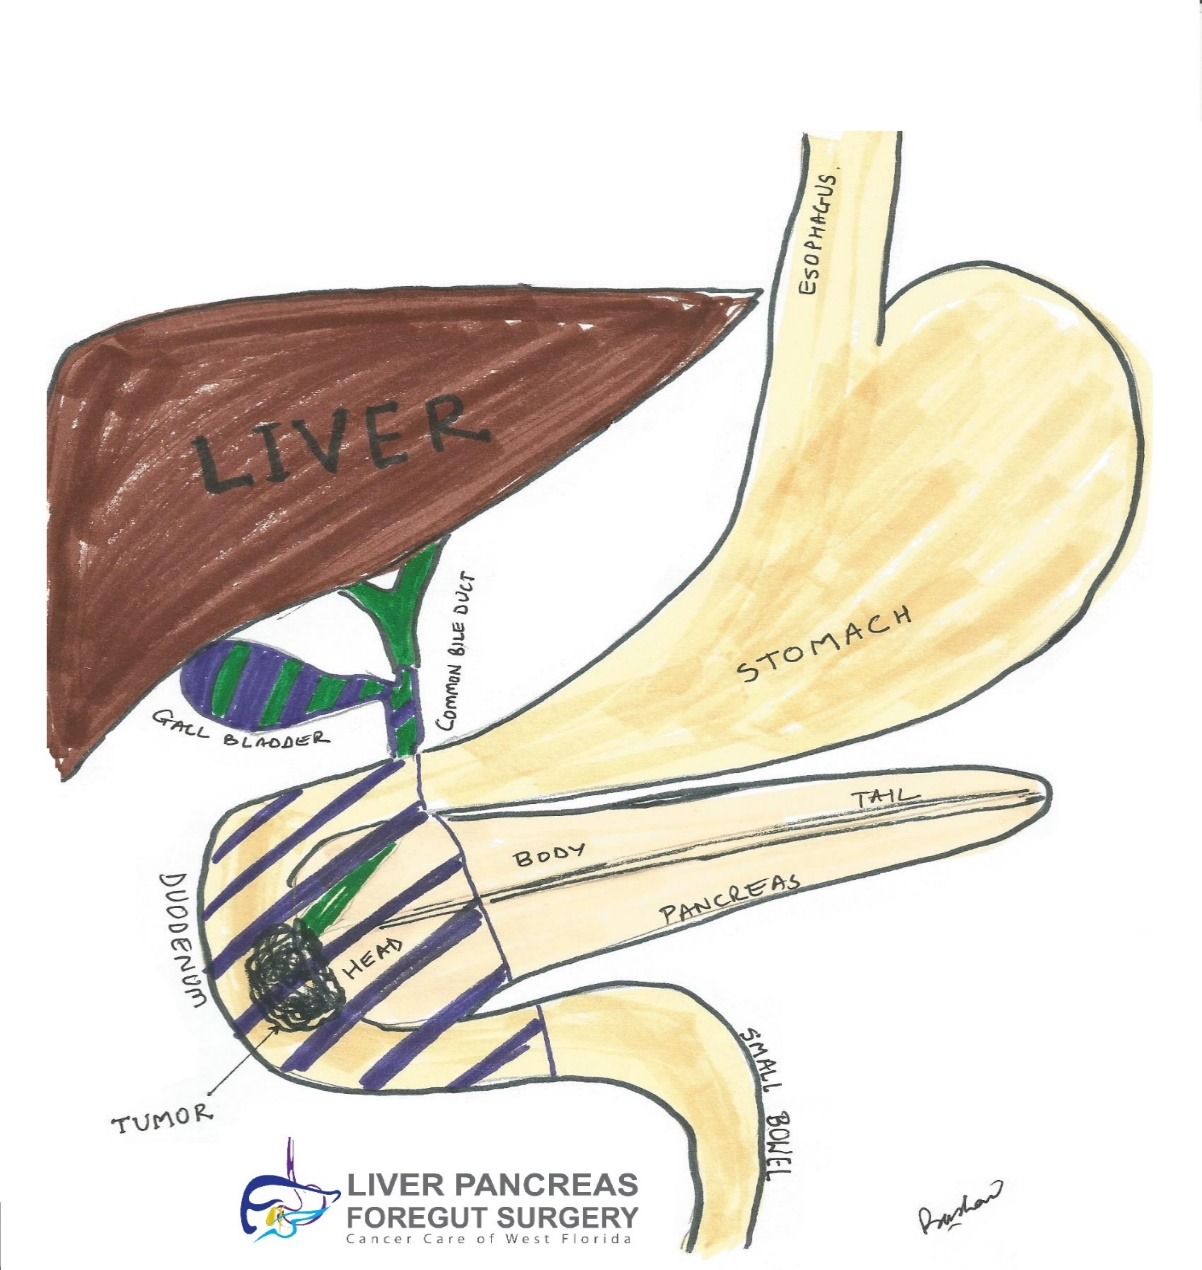 ESOPHAGUS.
LIVER
COMMON BILE DUCT
STOMACH
GALL BLADDER
TAIL
BODY
PANCREAS
DUODENUM
HEAD
SMALL BOWEL
TUMOR
LIVER PANCREAS
FOREGUT SURGERY
Cancer Care of West Florida